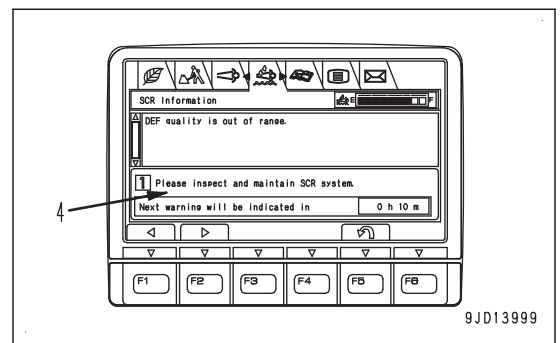 SCR Information
E F
DEF quality is out of range.
1 Please inspect and maintain SCR system.
4
Next warning will be indicated in 0 h 10 m
F1 F2 F3 F4 F5 F6
9JD13999